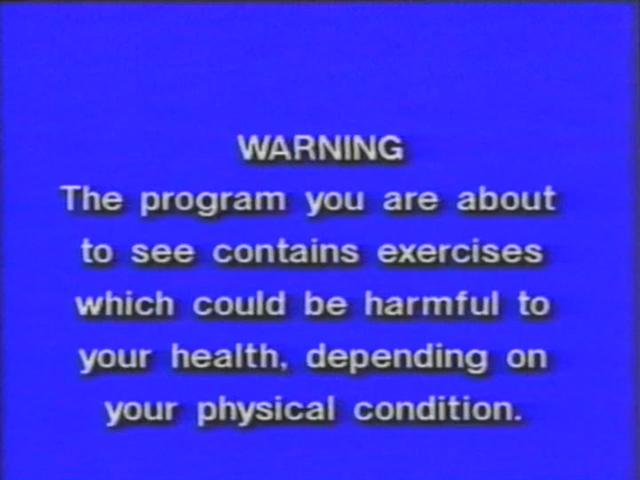 WARNING
The program you are about
to see contains exercises
which could be harmful to
your health, depending on
your physical condition.